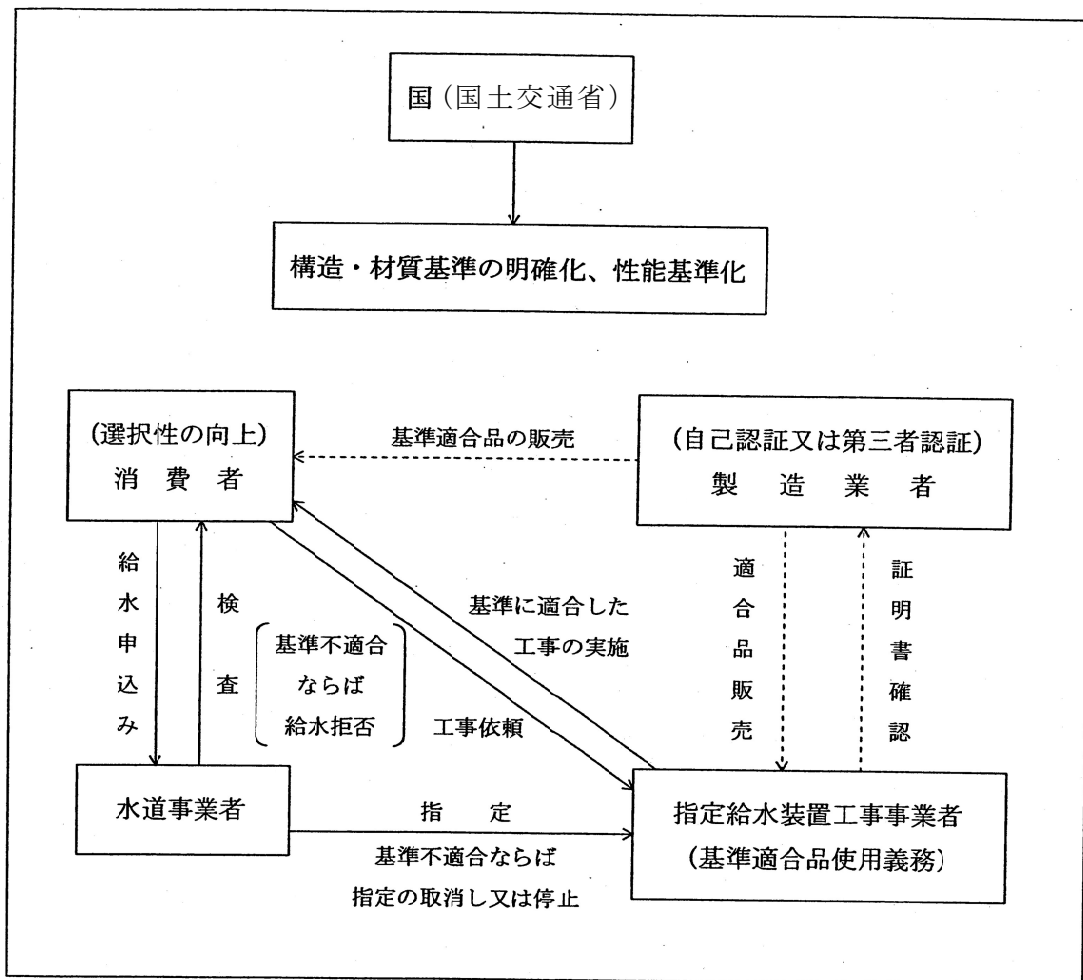 国(国土交通省)
構造・材質基準の明確化、性能基準化
(選択性の向上)
消費者
基準適合品の販売
(自己認証又は第三者認証)
製造業者
給水申込み
検査
基準不適合
ならば
給水拒否
基準に適合した
工事の実施
工事依頼
適合品販売
証明書確認
水道事業者
指定
基準不適合ならば
指定の取消し又は停止
指定給水装置工事事業者
(基準適合品使用義務)